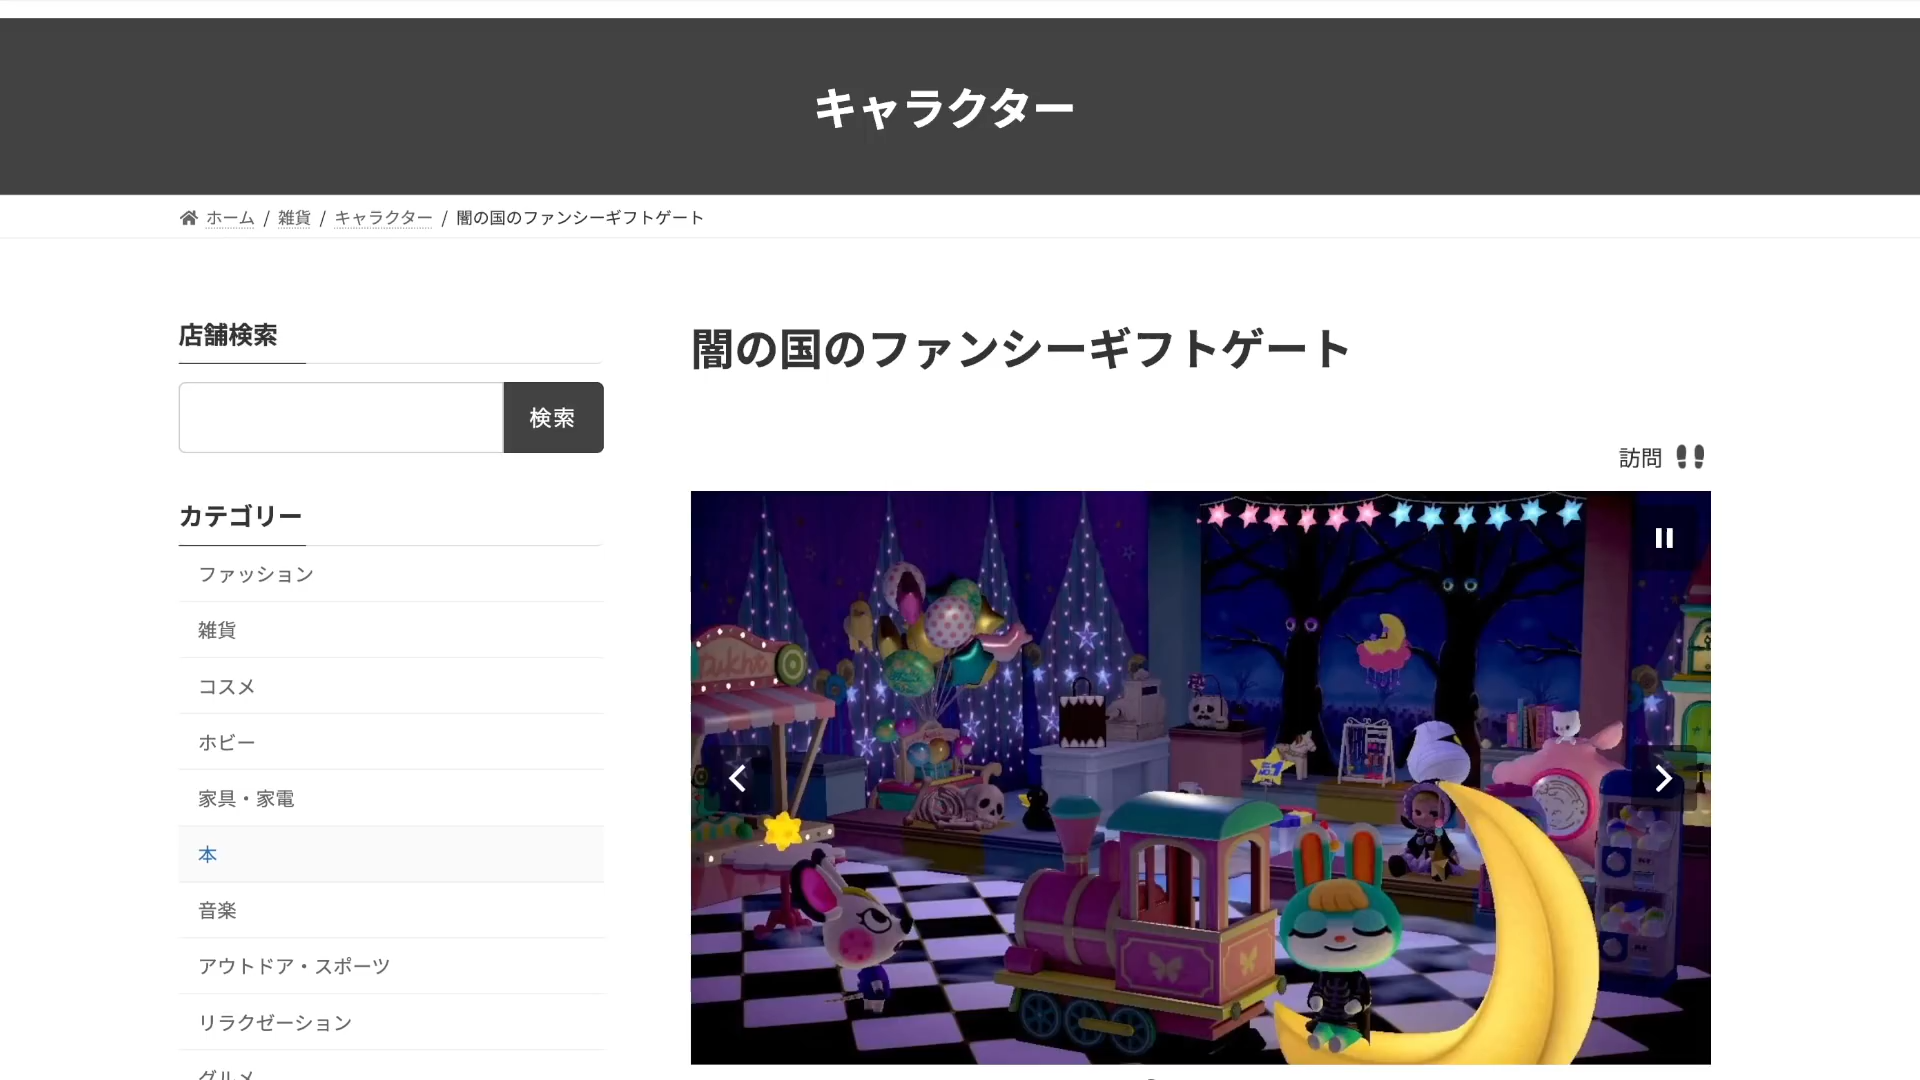 キャラクター
ホーム / 雑貨 / キャラクター / 闇の国のファンシーギフトゲート
店舗検索
検索
カテゴリー
ファッション
雑貨
コスメ
ホビー
家具・家電
本
音楽
アウトドア・スポーツ
リラクゼーション
グルメ
闇の国のファンシーギフトゲート
訪問